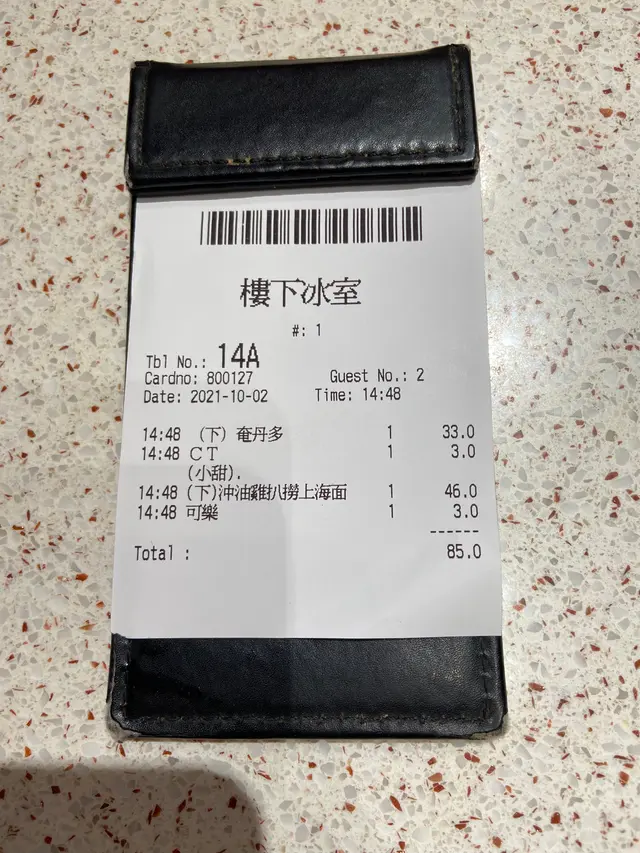 樓下冰室
#: 1
Tbl No.: 14A
Cardno: 800127 Guest No.: 2
Date: 2021-10-02 Time: 14:48
14:48 (下) 奄丹多 1 33.0
14:48 CT 1 3.0
(小甜).
14:48 (下)沖油雞扒撈上海面 1 46.0
14:48 可樂 1 3.0
------
Total : 85.0